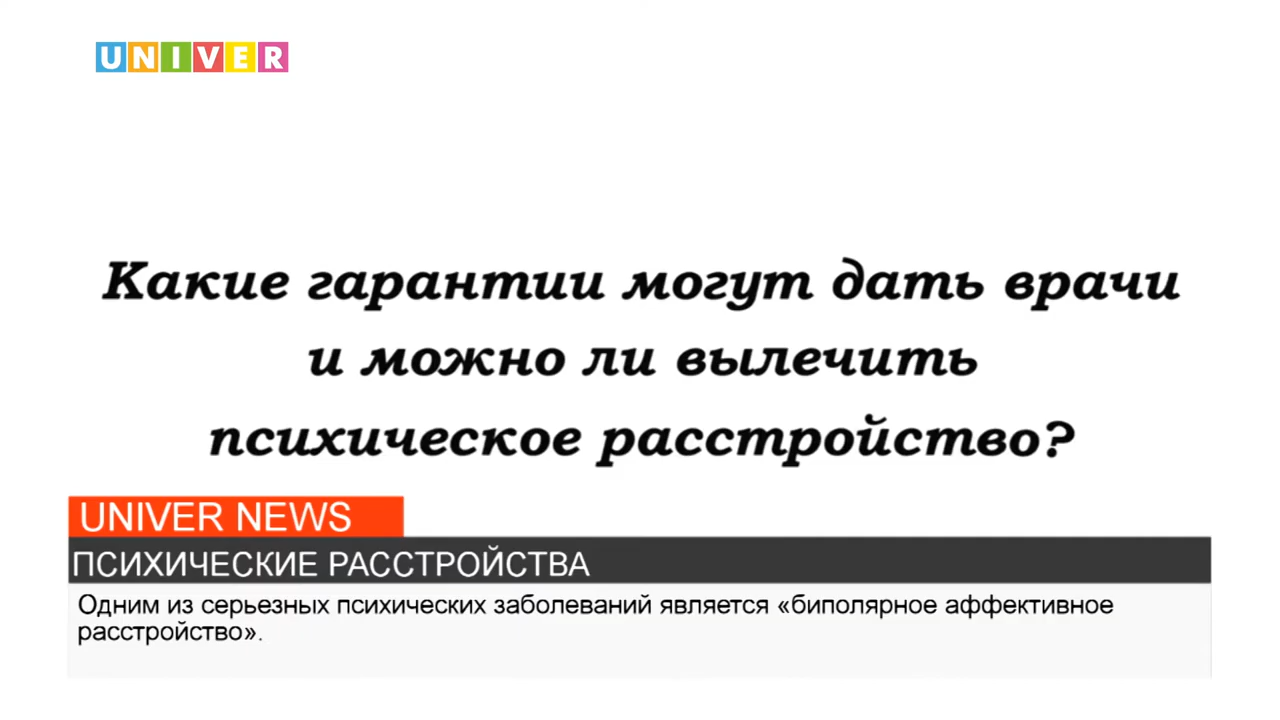 UNIVER
Какие гарантии могут дать врачи
и можно ли вылечить
психическое расстройство?
UNIVER NEWS
ПСИХИЧЕСКИЕ РАССТРОЙСТВА
Одним из серьезных психических заболеваний является «биполярное аффективное
расстройство».